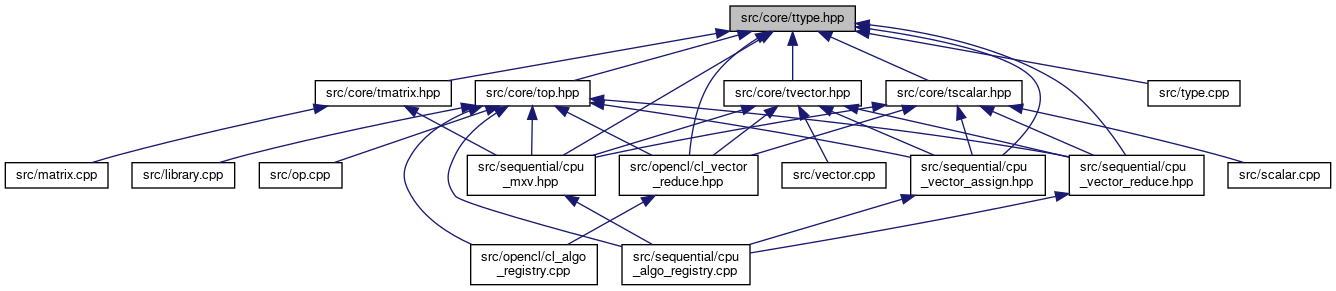 src/core/ttype.hpp
src/core/tmatrix.hpp
src/core/top.hpp
src/core/tvector.hpp
src/core/tscalar.hpp
src/type.cpp
src/matrix.cpp
src/library.cpp
src/op.cpp
src/sequential/cpu
_mxv.hpp
src/opencl/cl_vector
_reduce.hpp
src/vector.cpp
src/sequential/cpu
_vector_assign.hpp
src/sequential/cpu
_vector_reduce.hpp
src/scalar.cpp
src/opencl/cl_algo
_registry.cpp
src/sequential/cpu
_algo_registry.cpp